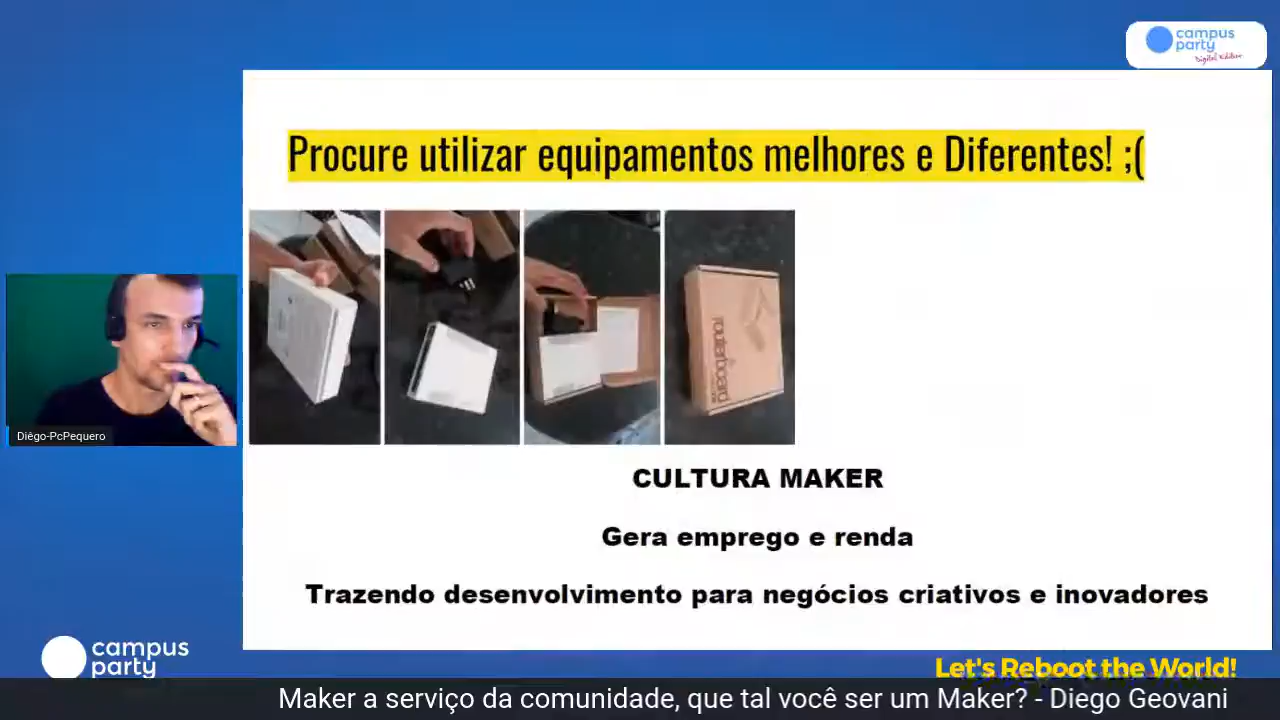 campus
party
Digital Edition
Procure utilizar equipamentos melhores e Diferentes! ;(
routerboard
Diêgo-PcPequero
CULTURA MAKER
Gera emprego e renda
Trazendo desenvolvimento para negócios criativos e inovadores
campus
party
Let's Reboot the World!
Maker a serviço da comunidade, que tal você ser um Maker? - Diego Geovani